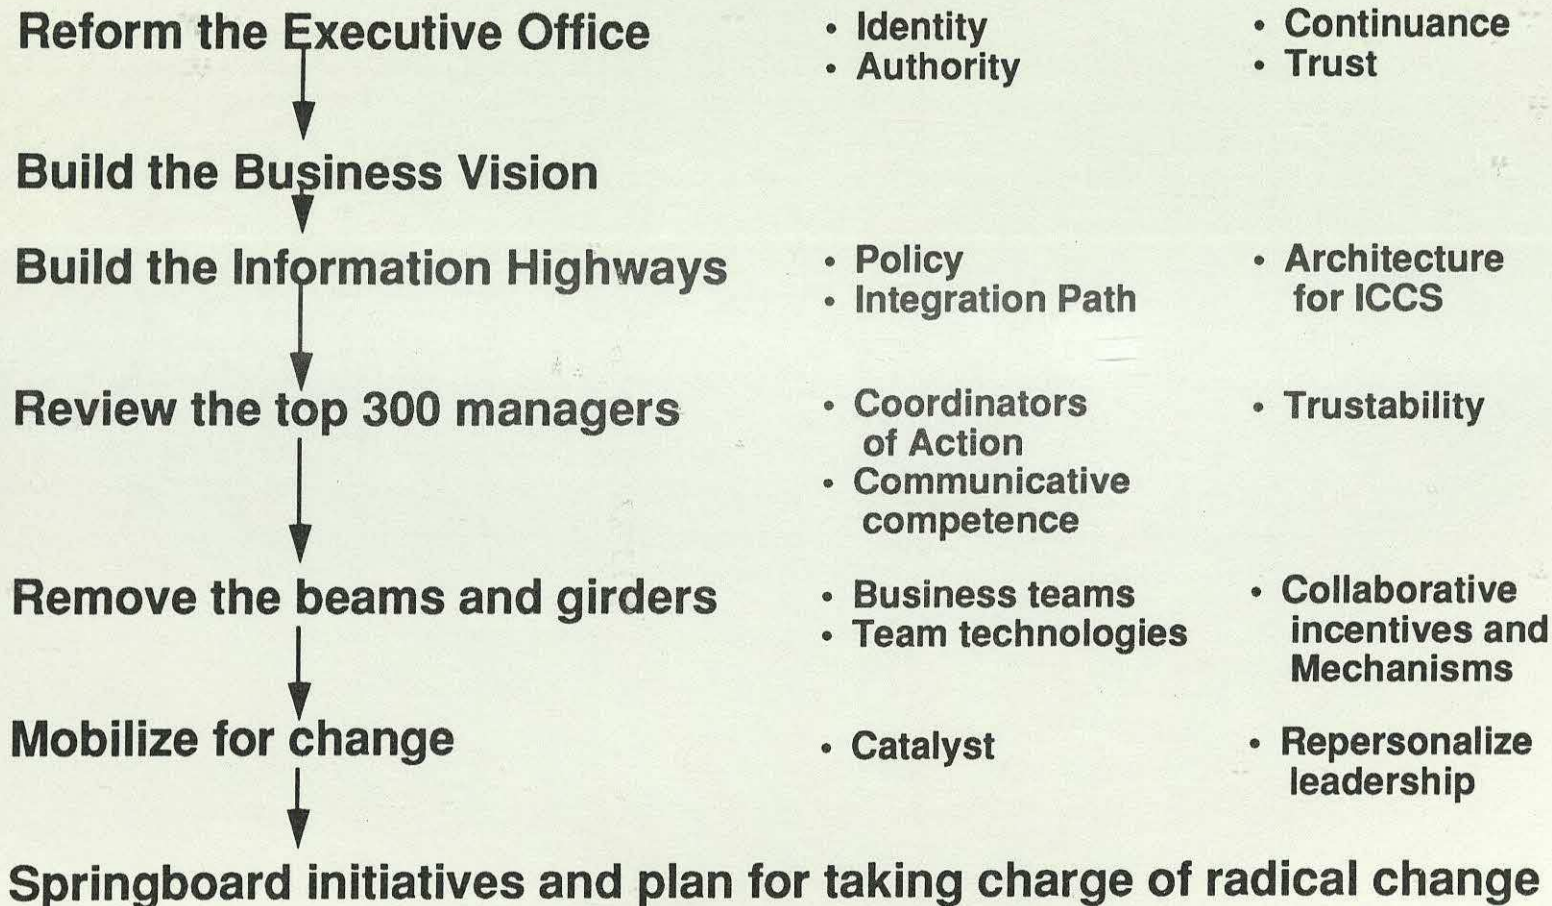 Reform the Executive Office
• Identity
• Authority
• Continuance
• Trust
Build the Business Vision
Build the Information Highways
• Policy
• Integration Path
• Architecture
for ICCS
Review the top 300 managers
• Coordinators
of Action
• Communicative
competence
• Trustability
Remove the beams and girders
• Business teams
• Team technologies
• Collaborative
incentives and
Mechanisms
Mobilize for change
• Catalyst
• Repersonalize
leadership
Springboard initiatives and plan for taking charge of radical change